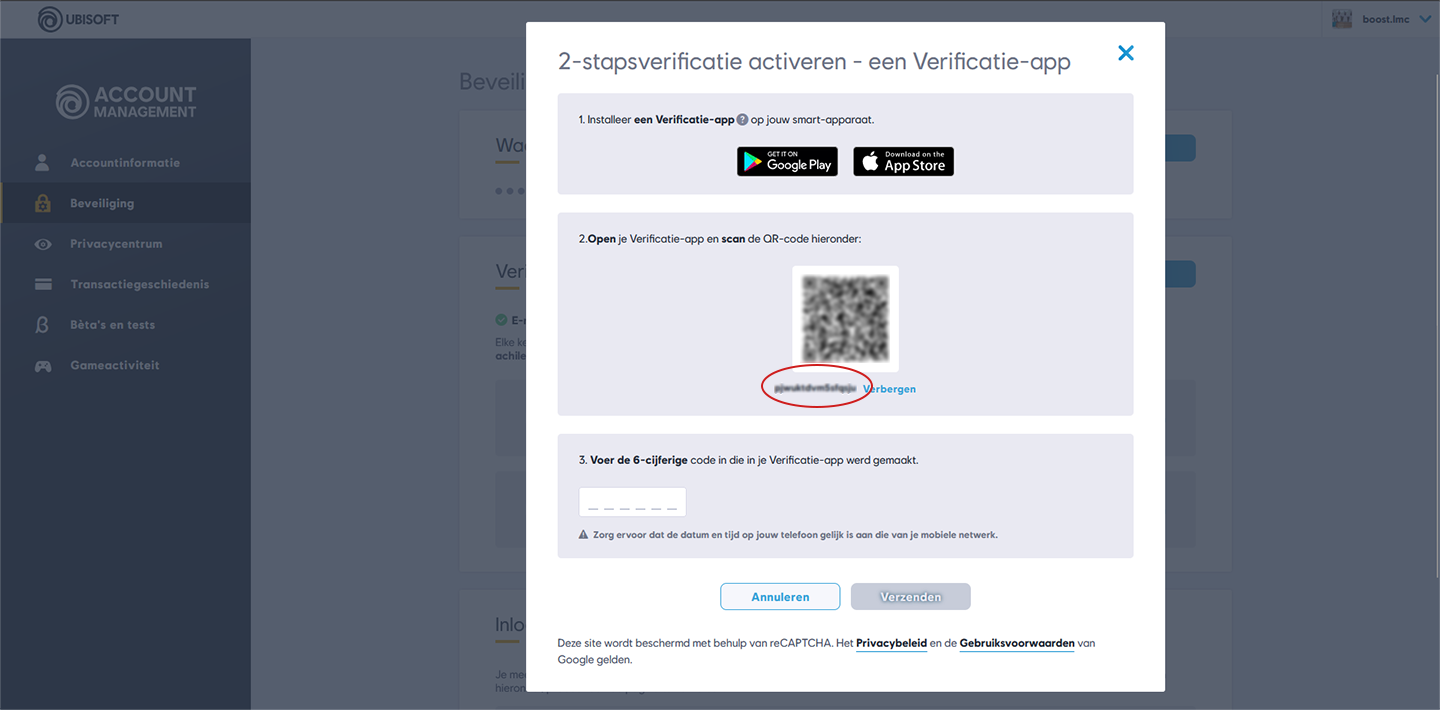 UBISOFT
boost.lmc
ACCOUNT
MANAGEMENT
Accountinformatie
Beveiliging
Privacycentrum
Transactiegeschiedenis
Bèta's en tests
Gameactiviteit
Beveili
Wa
Veri
E-
Elke ke
achile
Inlo
Je me
hieron
2-stapsverificatie activeren - een Verificatie-app
1. Installeer een Verificatie-app ? op jouw smart-apparaat.
GET IT ON
Google Play
Download on the
App Store
2.Open je Verificatie-app en scan de QR-code hieronder:
Verbergen
3. Voer de 6-cijferige code in die in je Verificatie-app werd gemaakt.
Zorg ervoor dat de datum en tijd op jouw telefoon gelijk is aan die van je mobiele netwerk.
Annuleren
Verzenden
Deze site wordt beschermd met behulp van reCAPTCHA. Het Privacybeleid en de Gebruiksvoorwaarden van
Google gelden.